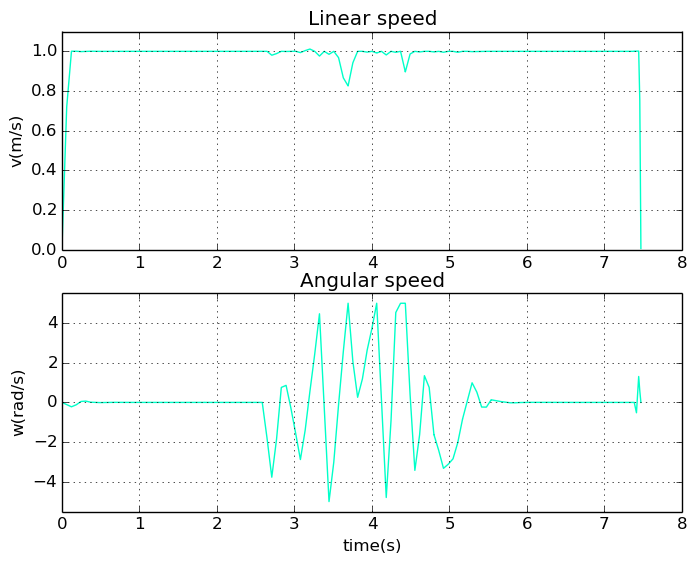 Linear speed
1.0
0.8
0.6
0.4
0.2
0.0
v(m/s)
0 1 2 3 4 5 6 7 8
Angular speed
4
2
0
−2
−4
w(rad/s)
0 1 2 3 4 5 6 7 8
time(s)